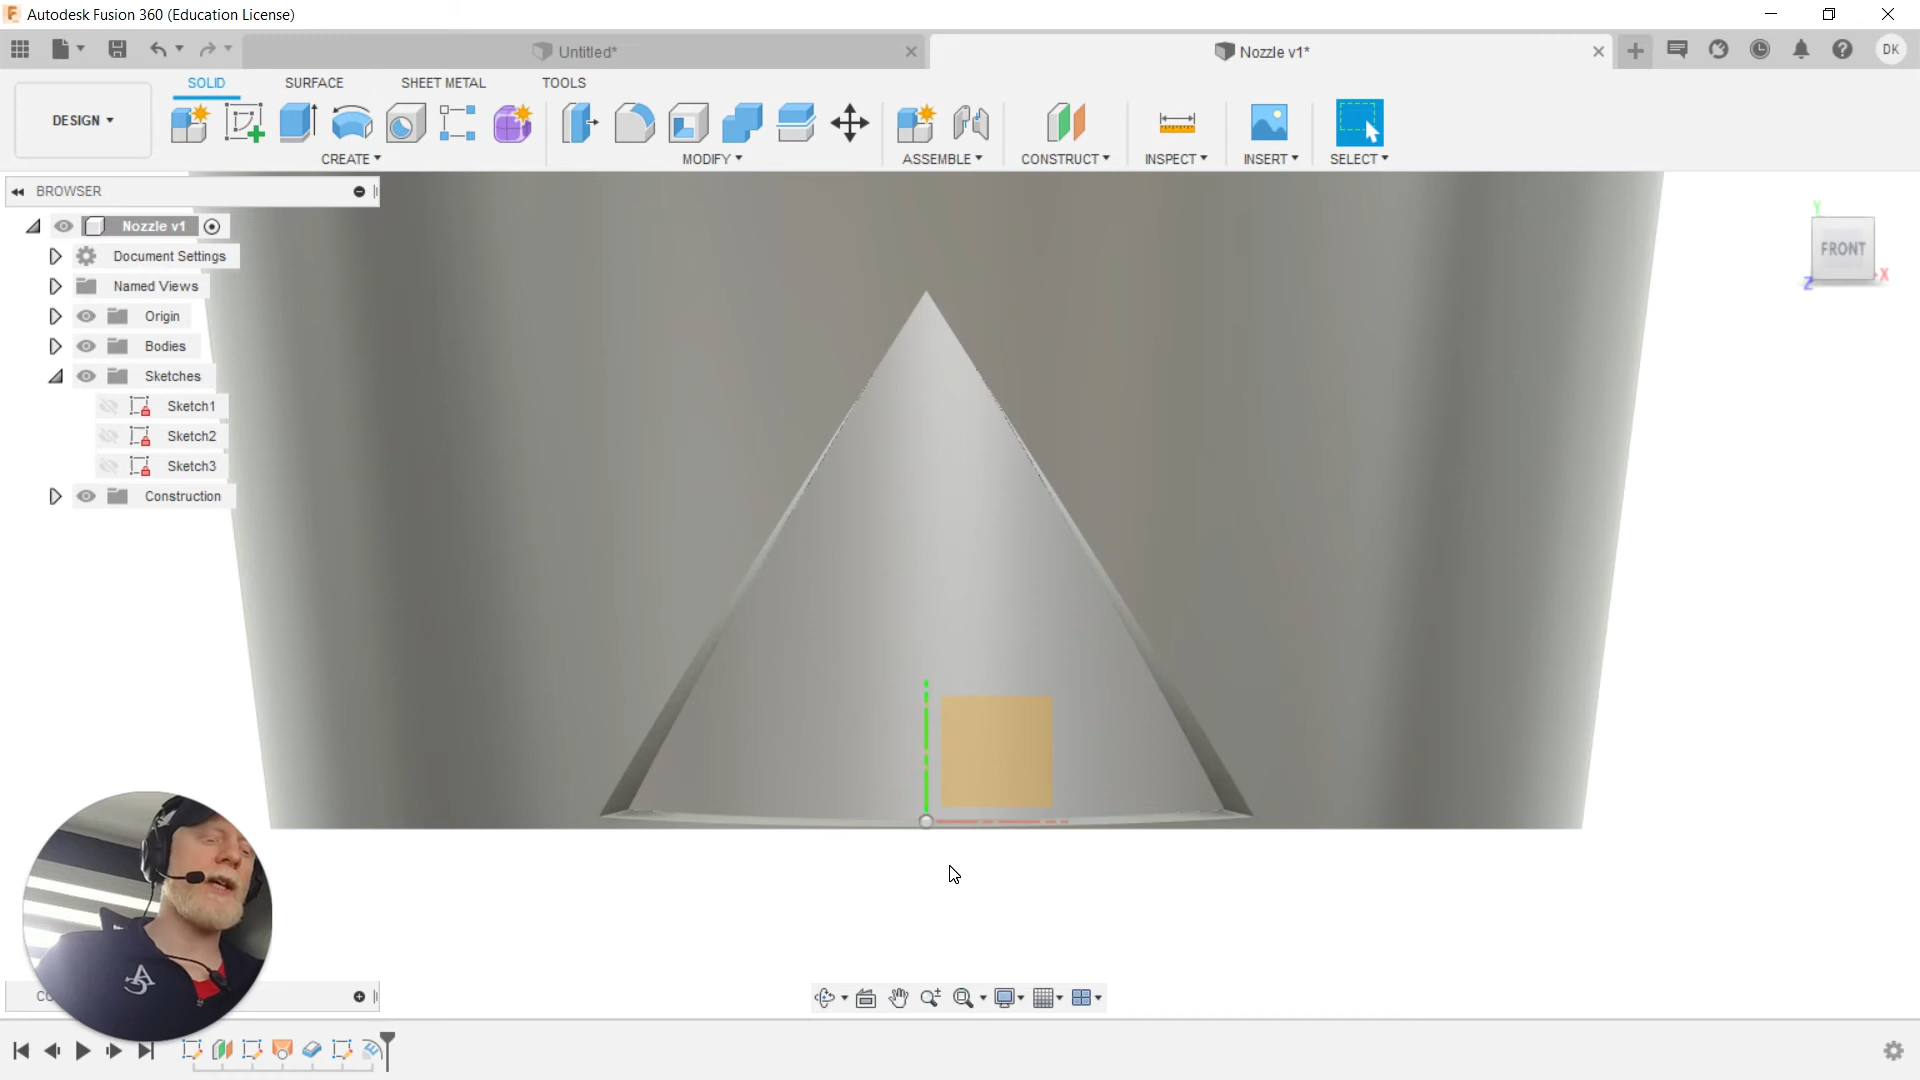 Autodesk Fusion 360 (Education License)
Untitled*
Nozzle v1*
DK
SOLID
SURFACE
SHEET METAL
TOOLS
DESIGN
CREATE
MODIFY
ASSEMBLE
CONSTRUCT
INSPECT
INSERT
SELECT
BROWSER
Nozzle v1
Document Settings
Named Views
Origin
Bodies
Sketches
Sketch1
Sketch2
Sketch3
Construction
Y
FRONT
X
Z